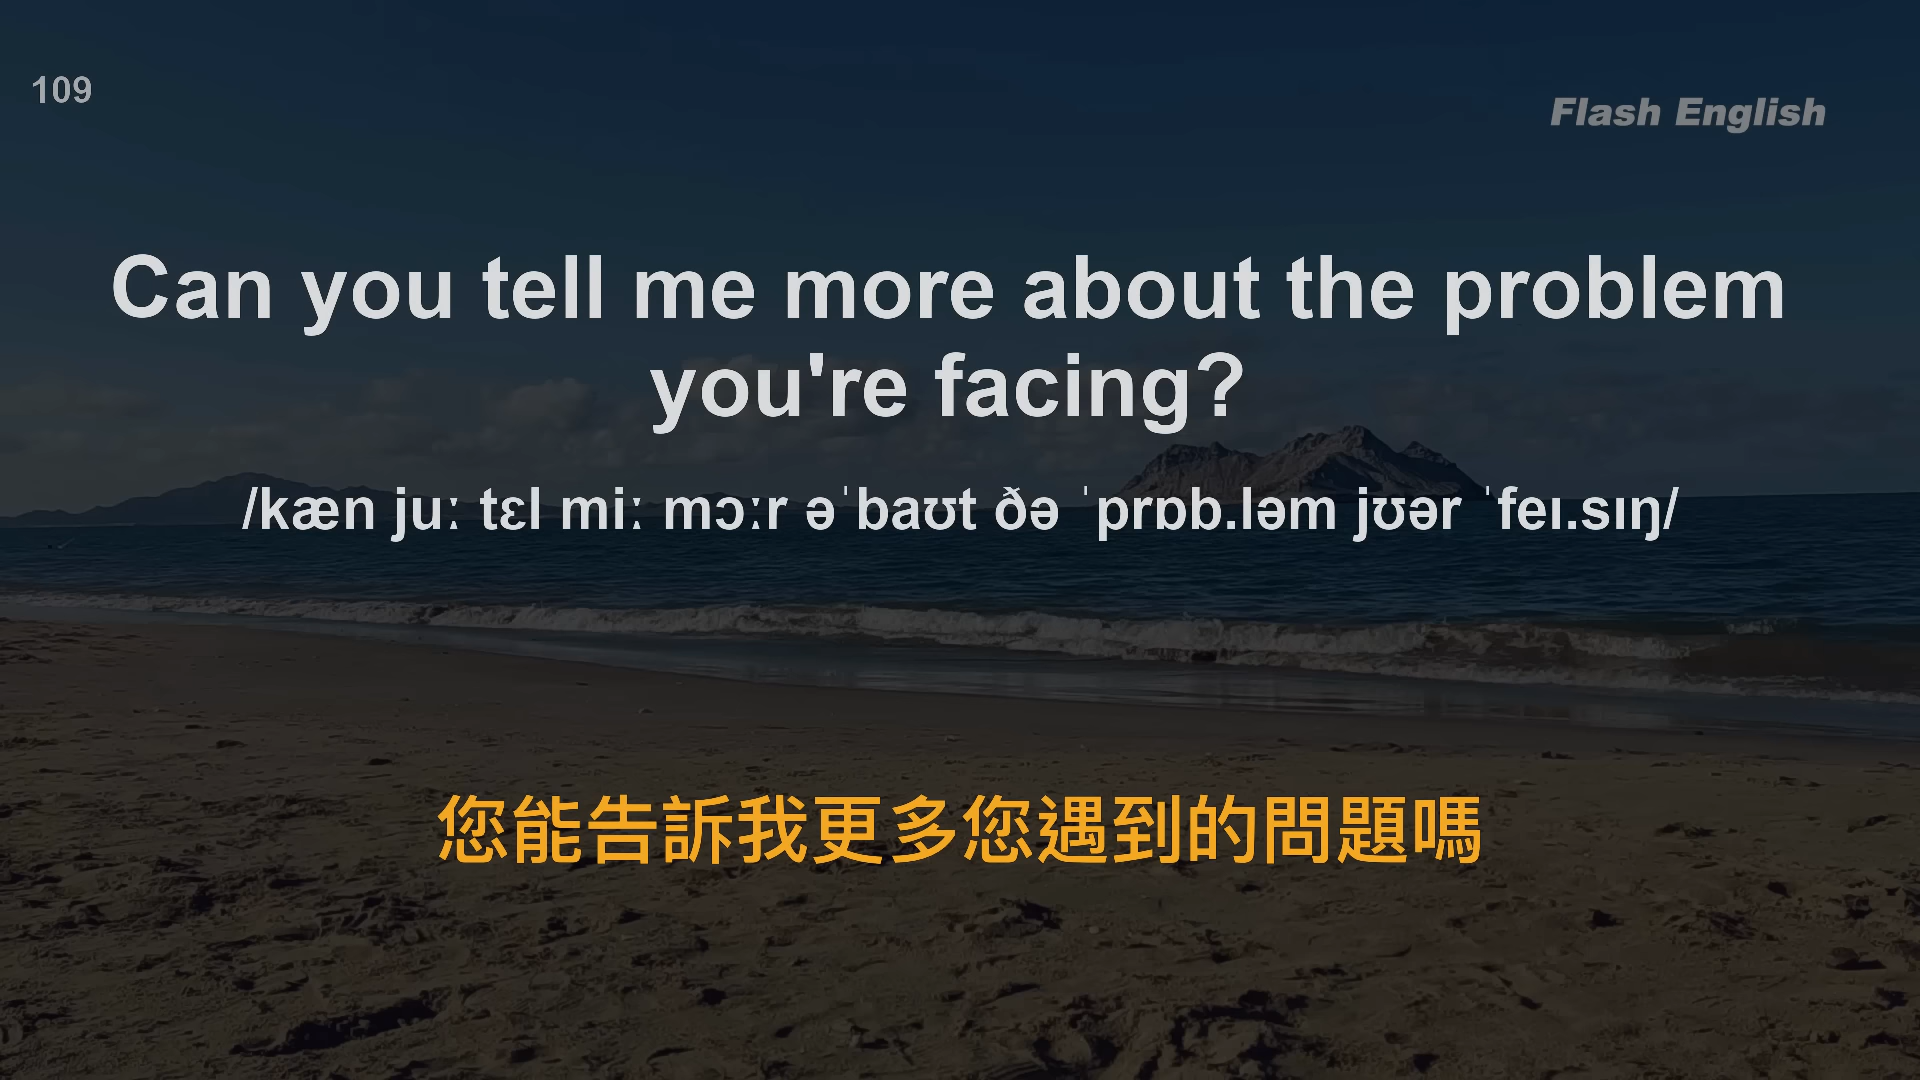 109
Flash English
Can you tell me more about the problem
you're facing?
/kæn juː tɛl miː mɔːr əˈbaʊt ðə ˈprɒb.ləm jʊər ˈfeɪ.sɪŋ/
您能告訴我更多您遇到的問題嗎